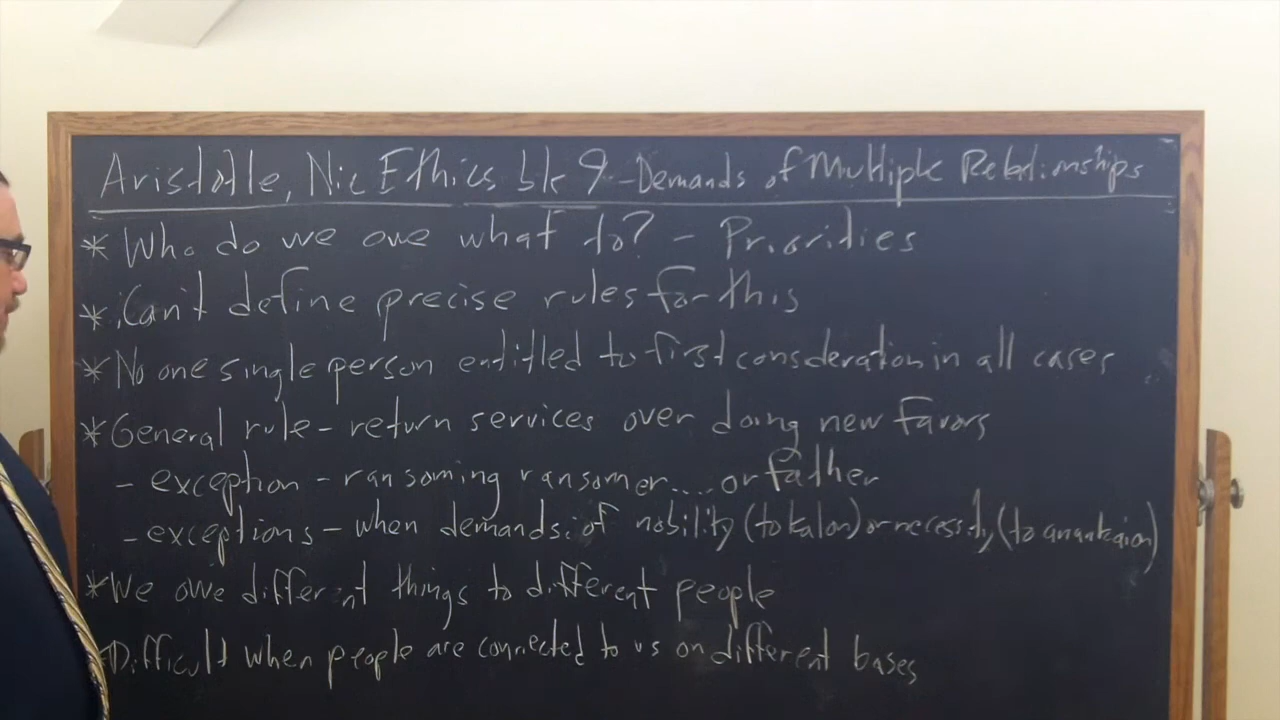 Aristotle, Nic Ethics bk 9 - Demands of Multiple Relationships
* Who do we owe what to? - Priorities
* Can't define precise rules for this
* No one single person entitled to first consideration in all cases
* General rule - return services over doing new favors
- exception - ransoming ransomer.... or father
- exceptions - when demands of nobility (to kalon) or necessity (to anankaion)
* We owe different things to different people
* Difficult when people are connected to us on different bases